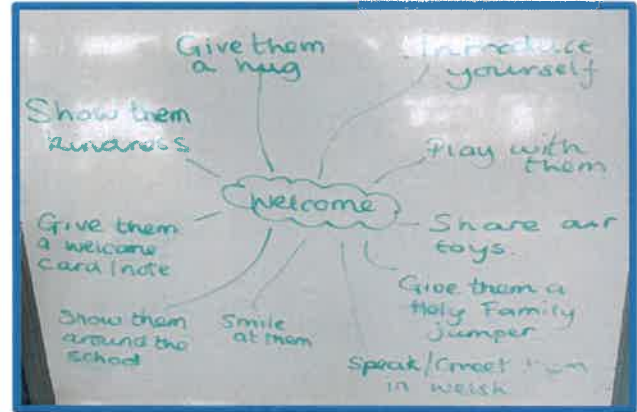 Give them
a hug
Introduce
yourself
Show them
kindness
Play with
them
Welcome
Share our
toys.
Give them
a welcome
card/note
Give them a
Holy Family
jumper
Show them
around the
school
Smile
at them
Speak/Greet them
in welsh